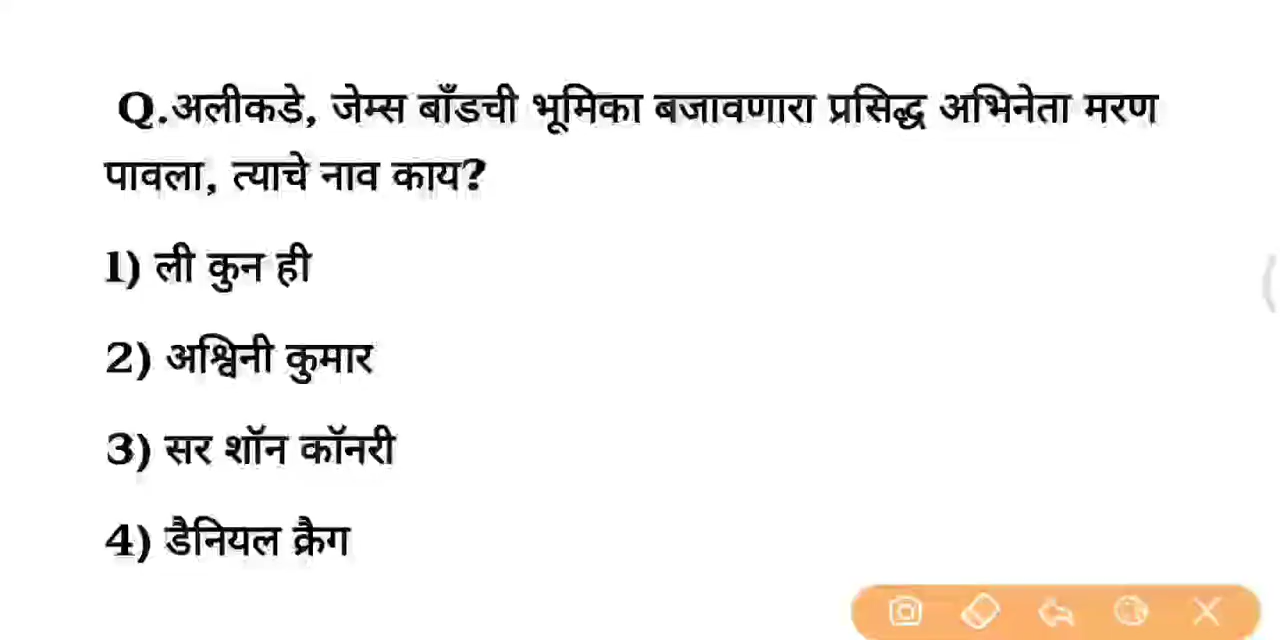 Q.अलीकडे, जेम्स बाँडची भूमिका बजावणारा प्रसिद्ध अभिनेता मरण
पावला, त्याचे नाव काय?
1) ली कुन ही
2) अश्विनी कुमार
3) सर शॉन कॉनरी
4) डैनियल क्रैग